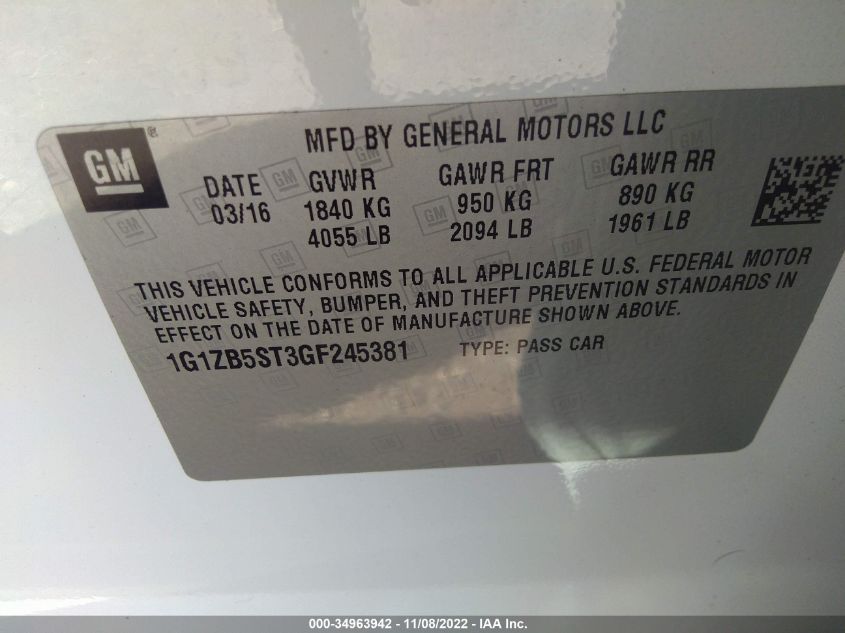 GM ®
MFD BY GENERAL MOTORS LLC
DATE GVWR GAWR FRT GAWR RR
03/16 1840 KG 950 KG 890 KG
4055 LB 2094 LB 1961 LB
THIS VEHICLE CONFORMS TO ALL APPLICABLE U.S. FEDERAL MOTOR
VEHICLE SAFETY, BUMPER, AND THEFT PREVENTION STANDARDS IN
EFFECT ON THE DATE OF MANUFACTURE SHOWN ABOVE.
1G1ZB5ST3GF245381 TYPE: PASS CAR
000-34963942 - 11/08/2022 - IAA Inc.